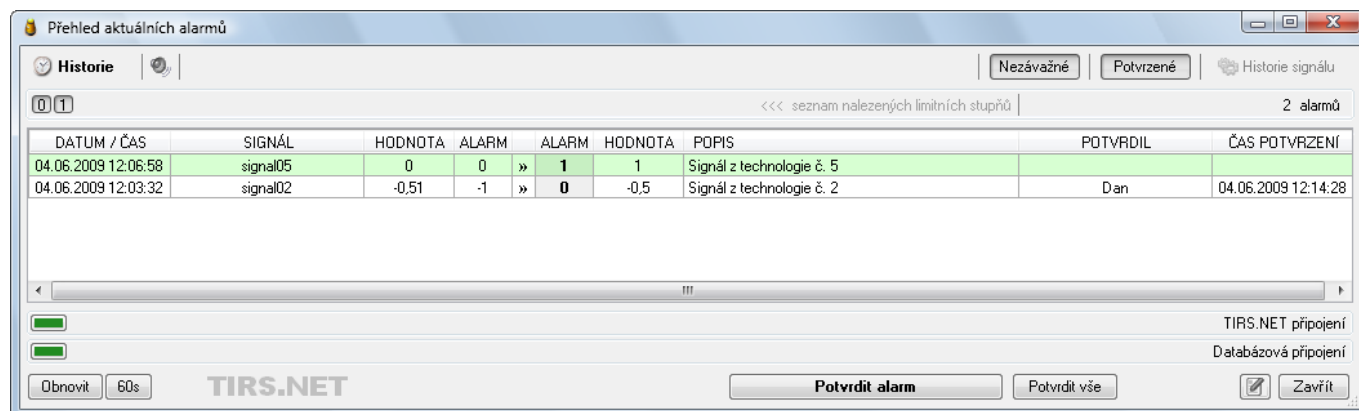 Přehled aktuálních alarmů
Historie Nezávažné Potvrzené Historie signálu
0 1 <<< seznam nalezených limitních stupňů 2 alarmů
DATUM / ČAS SIGNÁL HODNOTA ALARM ALARM HODNOTA POPIS POTVRDIL ČAS POTVRZENÍ
04.06.2009 12:06:58 signal05 0 0 » 1 1 Signál z technologie č. 5
04.06.2009 12:03:32 signal02 -0,51 -1 » 0 -0,5 Signál z technologie č. 2 Dan 04.06.2009 12:14:28
TIRS.NET připojení
Databázová připojení
Obnovit 60s TIRS.NET Potvrdit alarm Potvrdit vše Zavřít